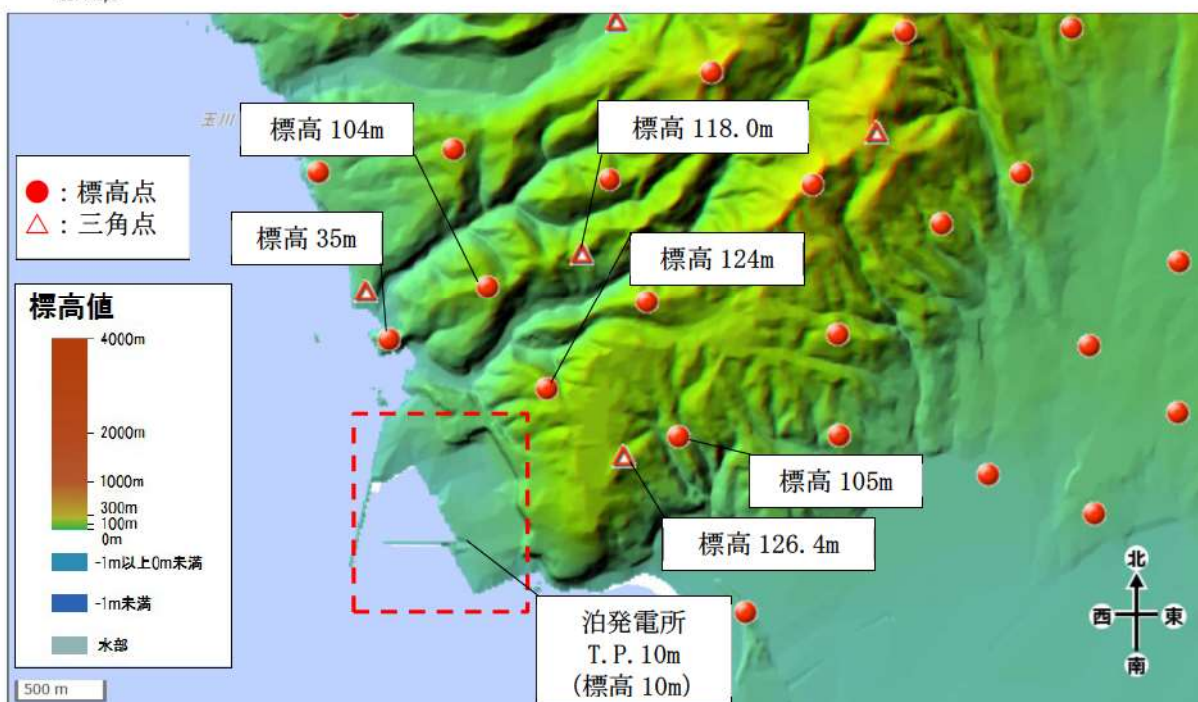 玉川
標高 104m
標高 118.0m
●：標高点
△：三角点
標高 35m
標高 124m
標高値
4000m
2000m
1000m
300m
100m
0m
-1m以上0m未満
-1m未満
水部
標高 105m
標高 126.4m
泊発電所
T.P. 10m
(標高 10m)
北
西 東
南
500 m